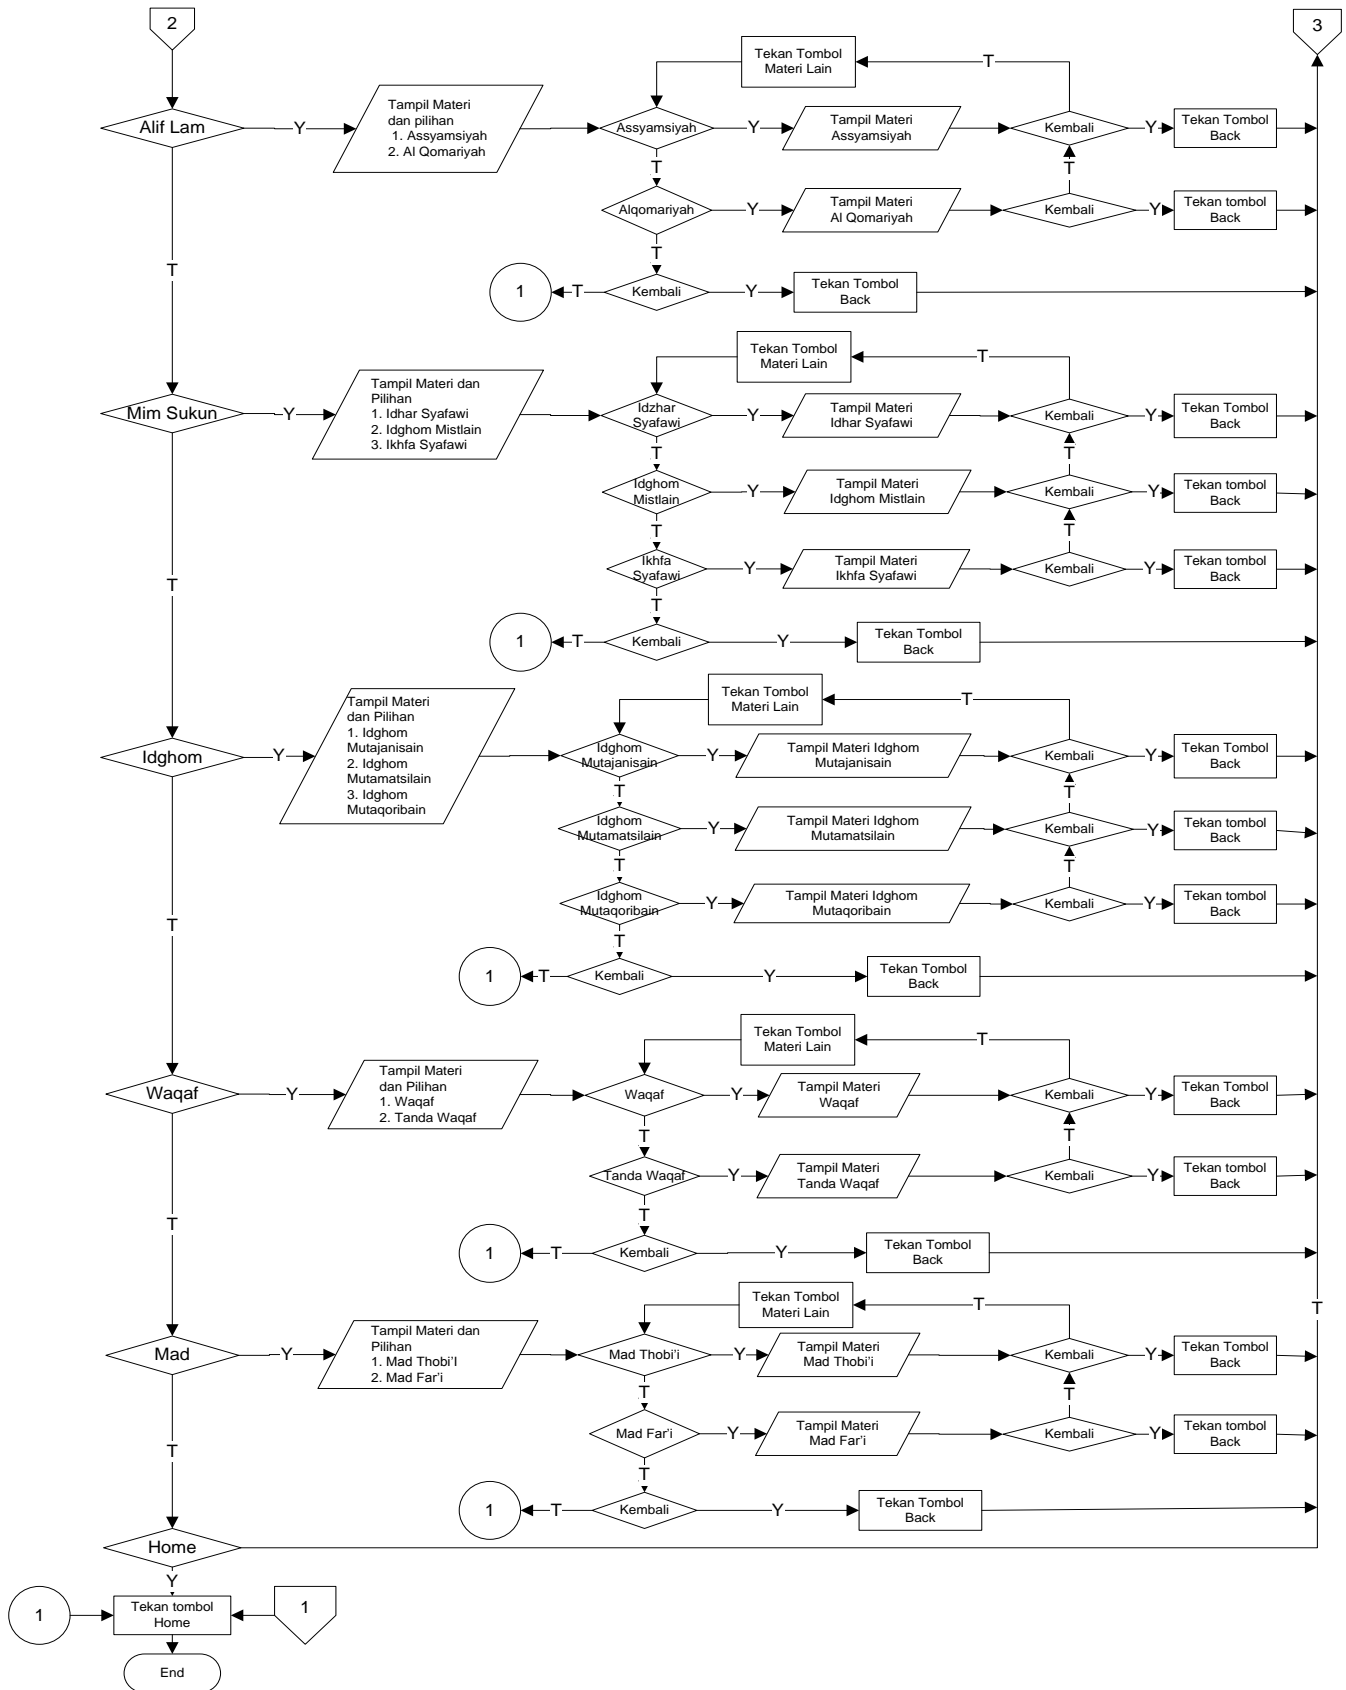 2
3
Tekan Tombol
Materi Lain
T
Alif Lam
Y
Tampil Materi
dan pilihan
1. Assyamsiyah
2. Al Qomariyah
Assyamsiyah
Y
Tampil Materi
Assyamsiyah
Kembali
Y
Tekan Tombol
Back
T
T
Alqomariyah
Y
Tampil Materi
Al Qomariyah
Kembali
Y
Tekan tombol
Back
T
T
1
T
Kembali
Y
Tekan Tombol
Back
Tekan Tombol
Materi Lain
T
Mim Sukun
Y
Tampil Materi dan
Pilihan
1. Idhar Syafawi
2. Idghom Mistlain
3. Ikhfa Syafawi
Idzhar
Syafawi
Y
Tampil Materi
Idhar Syafawi
Kembali
Y
Tekan Tombol
Back
T
T
Idghom
Mistlain
Y
Tampil Materi
Idghom Mistlain
Kembali
Y
Tekan tombol
Back
T
T
Ikhfa
Syafawi
Y
Tampil Materi
Ikhfa Syafawi
Kembali
Y
Tekan tombol
Back
T
T
1
T
Kembali
Y
Tekan Tombol
Back
Tekan Tombol
Materi Lain
T
Idghom
Y
Tampil Materi
dan Pilihan
1. Idghom
Mutajanisain
2. Idghom
Mutamatsilain
3. Idghom
Mutaqoribain
Idghom
Mutajanisain
Y
Tampil Materi Idghom
Mutajanisain
Kembali
Y
Tekan Tombol
Back
T
T
Idghom
Mutamatsilain
Y
Tampil Materi Idghom
Mutamatsilain
Kembali
Y
Tekan tombol
Back
T
T
Idghom
Mutaqoribain
Y
Tampil Materi Idghom
Mutaqoribain
Kembali
Y
Tekan tombol
Back
T
T
1
T
Kembali
Y
Tekan Tombol
Back
Tekan Tombol
Materi Lain
T
Waqaf
Y
Tampil Materi
dan Pilihan
1. Waqaf
2. Tanda Waqaf
Waqaf
Y
Tampil Materi
Waqaf
Kembali
Y
Tekan Tombol
Back
T
T
Tanda Waqaf
Y
Tampil Materi
Tanda Waqaf
Kembali
Y
Tekan tombol
Back
T
T
1
T
Kembali
Y
Tekan Tombol
Back
Tekan Tombol
Materi Lain
T
T
Mad
Y
Tampil Materi dan
Pilihan
1. Mad Thobi'I
2. Mad Far'i
Mad Thobi'i
Y
Tampil Materi
Mad Thobi'i
Kembali
Y
Tekan Tombol
Back
T
T
Mad Far'i
Y
Tampil Materi
Mad Far'i
Kembali
Y
Tekan tombol
Back
T
T
1
T
Kembali
Y
Tekan Tombol
Back
Home
Y
1
Tekan tombol
Home
1
End